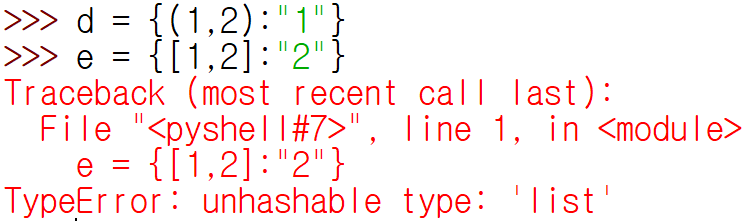 >>> d = {(1,2):"1"}
>>> e = {[1,2]:"2"}
Traceback (most recent call last):
  File "<pyshell#7>", line 1, in <module>
    e = {[1,2]:"2"}
TypeError: unhashable type: 'list'